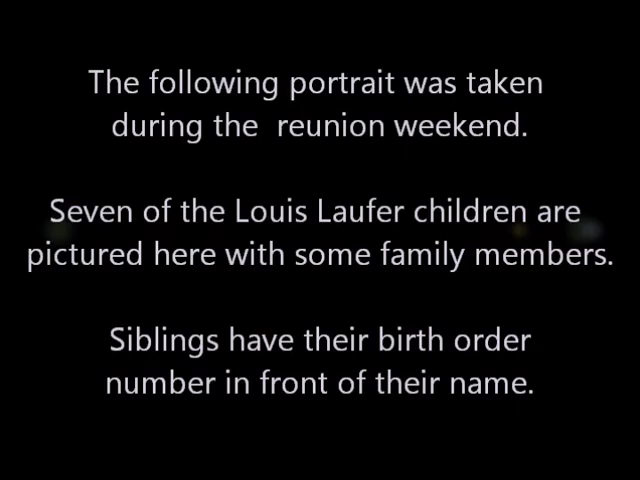 The following portrait was taken
during the  reunion weekend.
Seven of the Louis Laufer children are
pictured here with some family members.
Siblings have their birth order
number in front of their name.